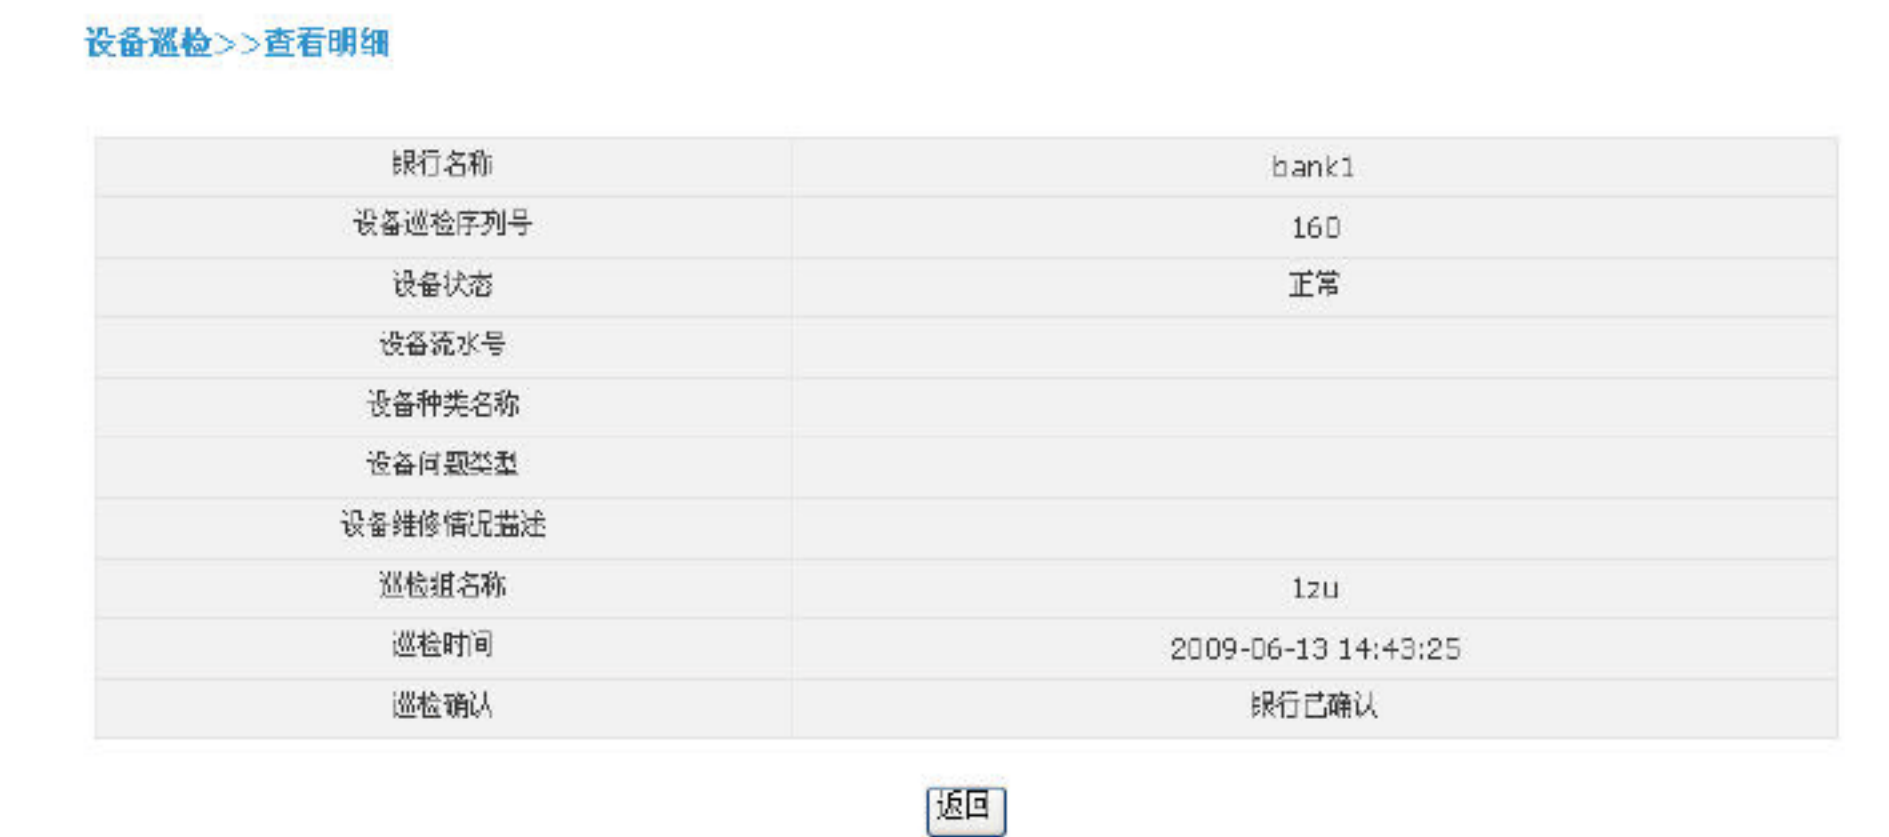 设备巡检>>查看明细
银行名称 bank1
设备巡检序列号 160
设备状态 正常
设备流水号
设备种类名称
设备问题类型
设备维修情况描述
巡检组名称 1zu
巡检时间 2009-06-13 14:43:25
巡检确认 银行已确认
返回